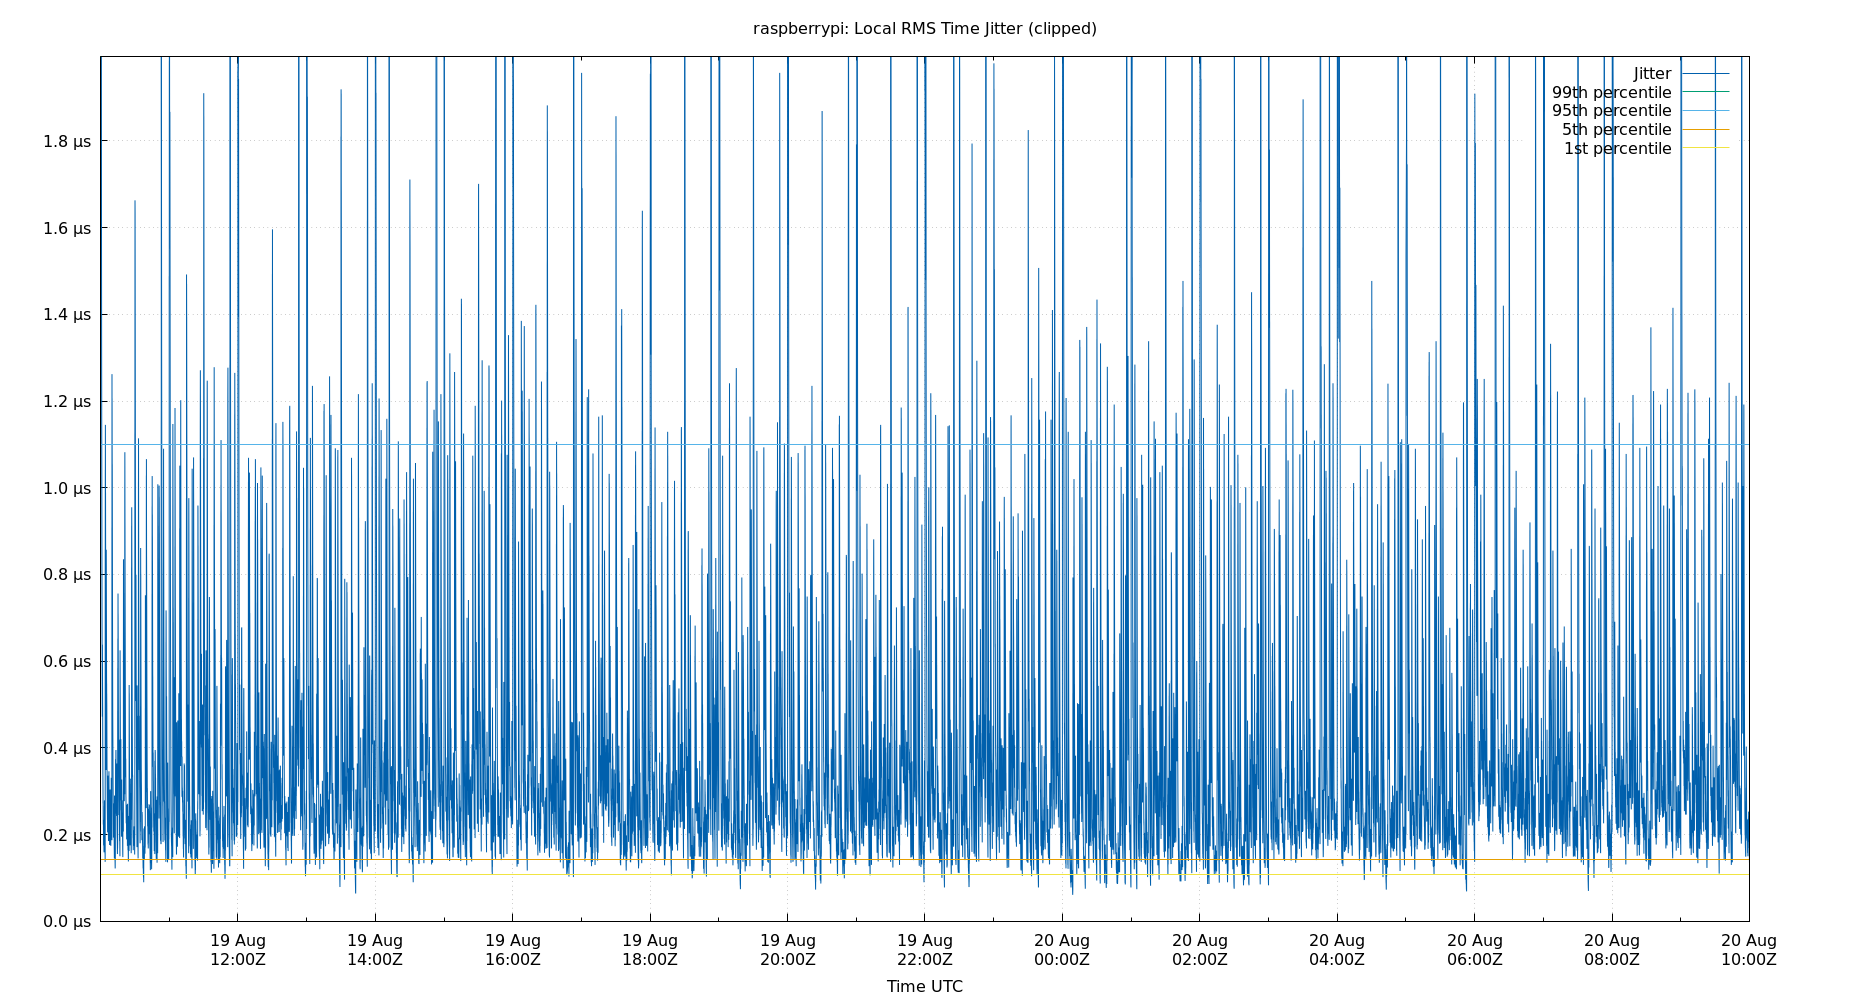 raspberrypi: Local RMS Time Jitter (clipped)
Jitter
99th percentile
95th percentile
5th percentile
1st percentile
1.8 μs
1.6 μs
1.4 μs
1.2 μs
1.0 μs
0.8 μs
0.6 μs
0.4 μs
0.2 μs
0.0 μs
19 Aug 19 Aug 19 Aug 19 Aug 19 Aug 19 Aug 20 Aug 20 Aug 20 Aug 20 Aug 20 Aug 20 Aug
12:00Z 14:00Z 16:00Z 18:00Z 20:00Z 22:00Z 00:00Z 02:00Z 04:00Z 06:00Z 08:00Z 10:00Z
Time UTC